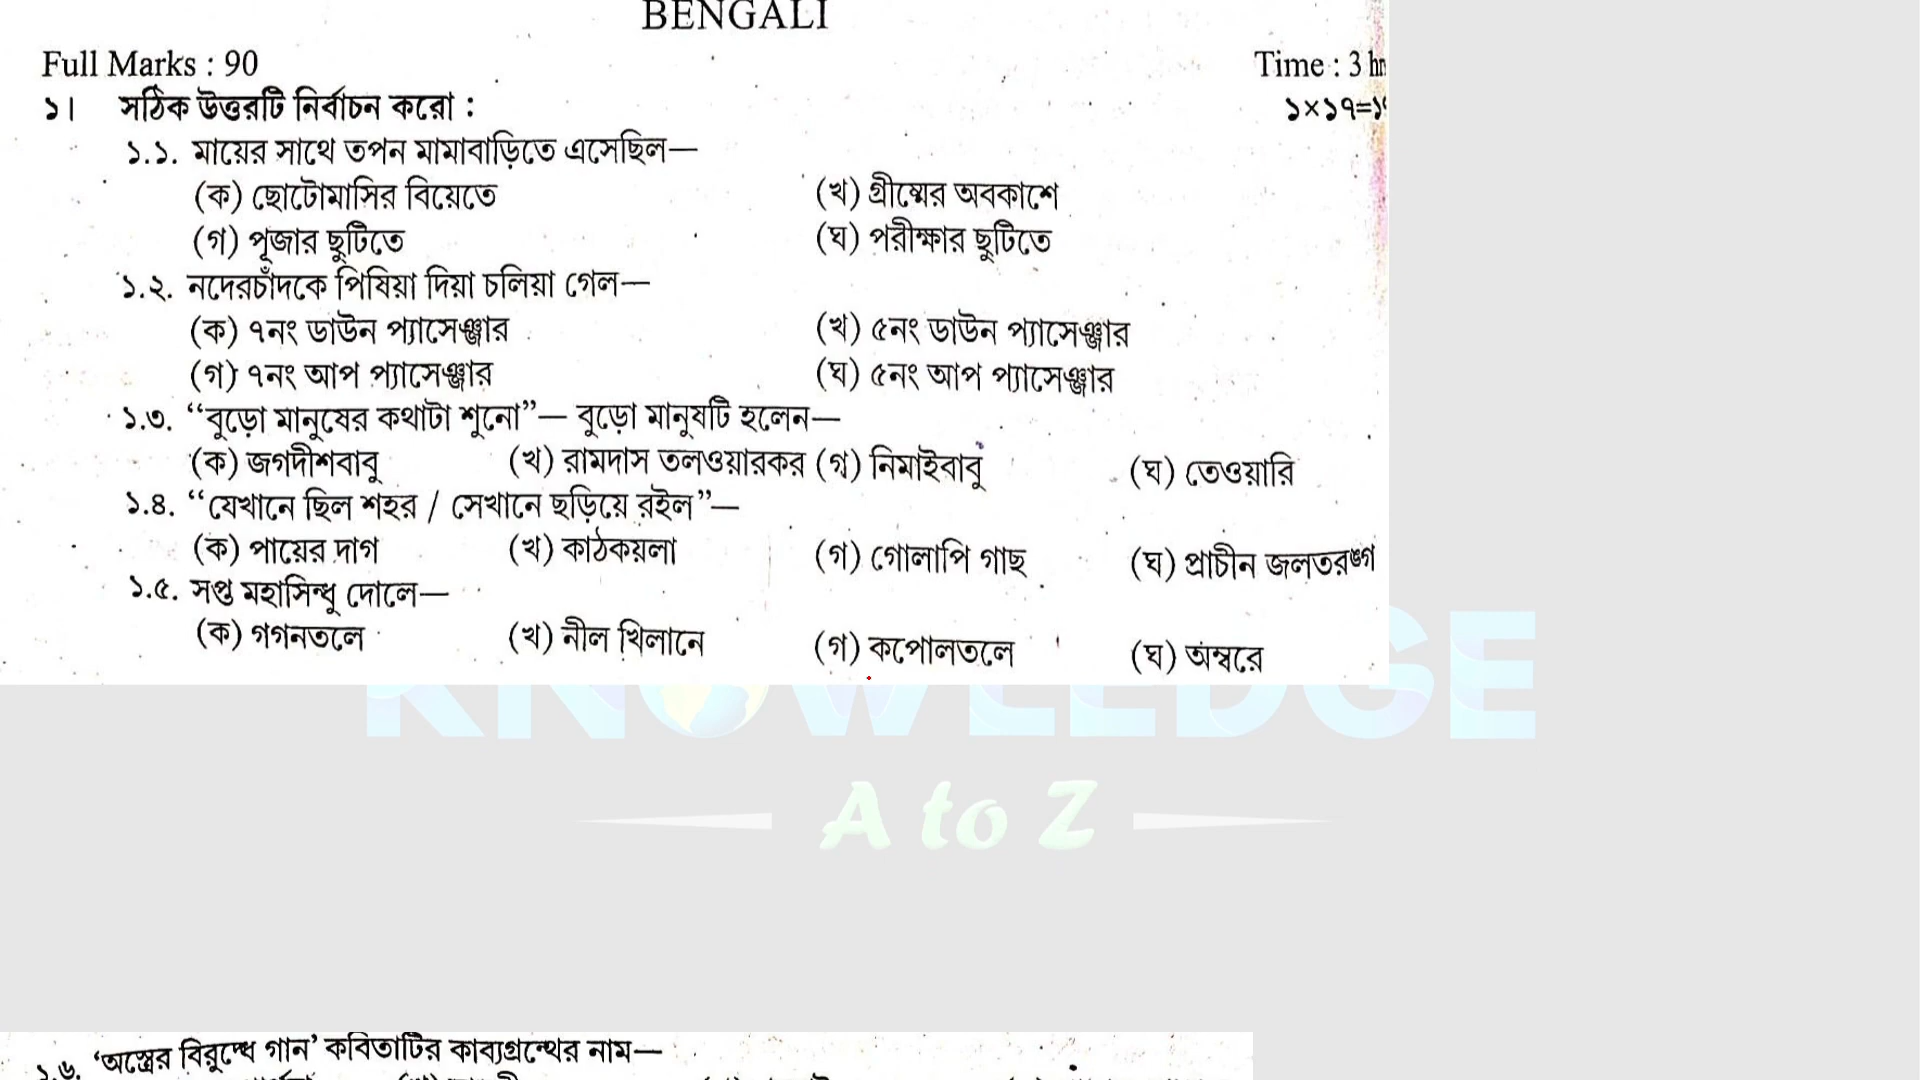 BENGALI
Full Marks : 90 Time : 3 hr
১। সঠিক উত্তরটি নির্বাচন করো : ১×১৭=১
১.১. মায়ের সাথে তপন মামাবাড়িতে এসেছিল—
(ক) ছোটোমাসির বিয়েতে (খ) গ্রীষ্মের অবকাশে
(গ) পূজার ছুটিতে (ঘ) পরীক্ষার ছুটিতে
১.২. নদেরচাঁদকে পিষিয়া দিয়া চলিয়া গেল—
(ক) ৭নং ডাউন প্যাসেঞ্জার (খ) ৫নং ডাউন প্যাসেঞ্জার
(গ) ৭নং আপ প্যাসেঞ্জার (ঘ) ৫নং আপ প্যাসেঞ্জার
১.৩. “বুড়ো মানুষের কথাটা শুনো”— বুড়ো মানুষটি হলেন—
(ক) জগদীশবাবু (খ) রামদাস তলওয়ারকর (গ) নিমাইবাবু (ঘ) তেওয়ারি
১.৪. “যেখানে ছিল শহর / সেখানে ছড়িয়ে রইল”—
(ক) পায়ের দাগ (খ) কাঠকয়লা (গ) গোলাপি গাছ (ঘ) প্রাচীন জলতরঙ্গ
১.৫. সপ্ত মহাসিন্ধু দোলে—
(ক) গগনতলে (খ) নীল খিলানে (গ) কপোলতলে (ঘ) অম্বরে
KNOWLEDGE
A to Z
১.৬. ‘অস্ত্রের বিরুদ্ধে গান’ কবিতাটির কাব্যগ্রন্থের নাম—